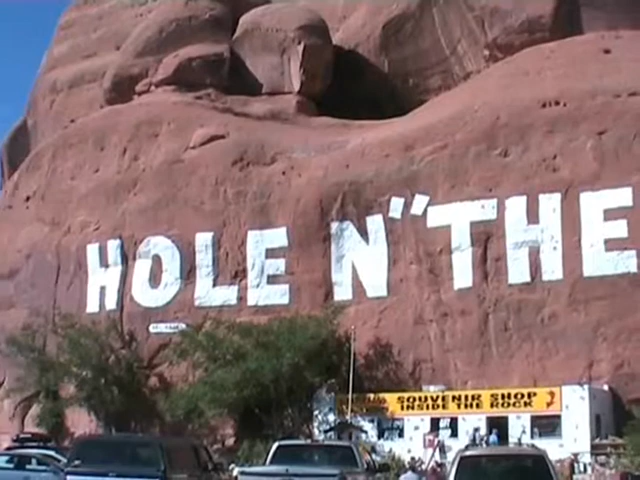 HOLE N" THE
SOUVENIR SHOP
INSIDE THE ROCK